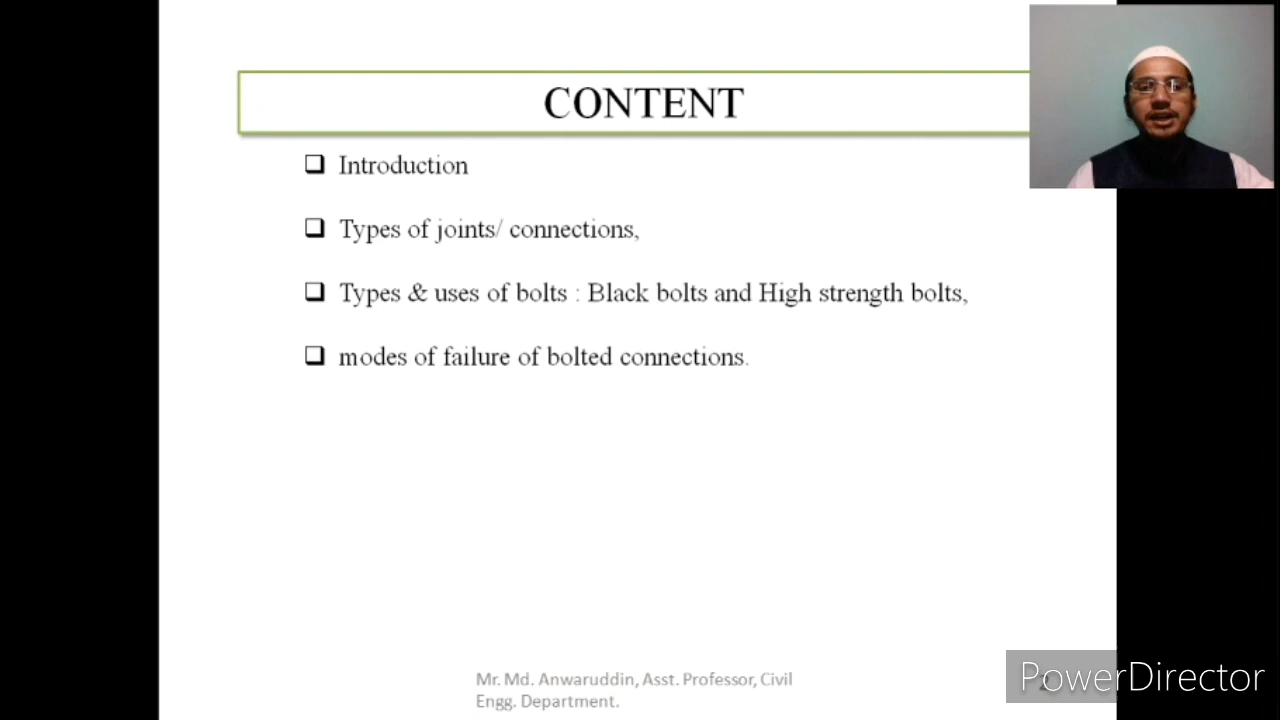 CONTENT
Introduction
Types of joints/ connections,
Types & uses of bolts : Black bolts and High strength bolts,
modes of failure of bolted connections.
Mr. Md. Anwaruddin, Asst. Professor, Civil
Engg. Department.
PowerDirector